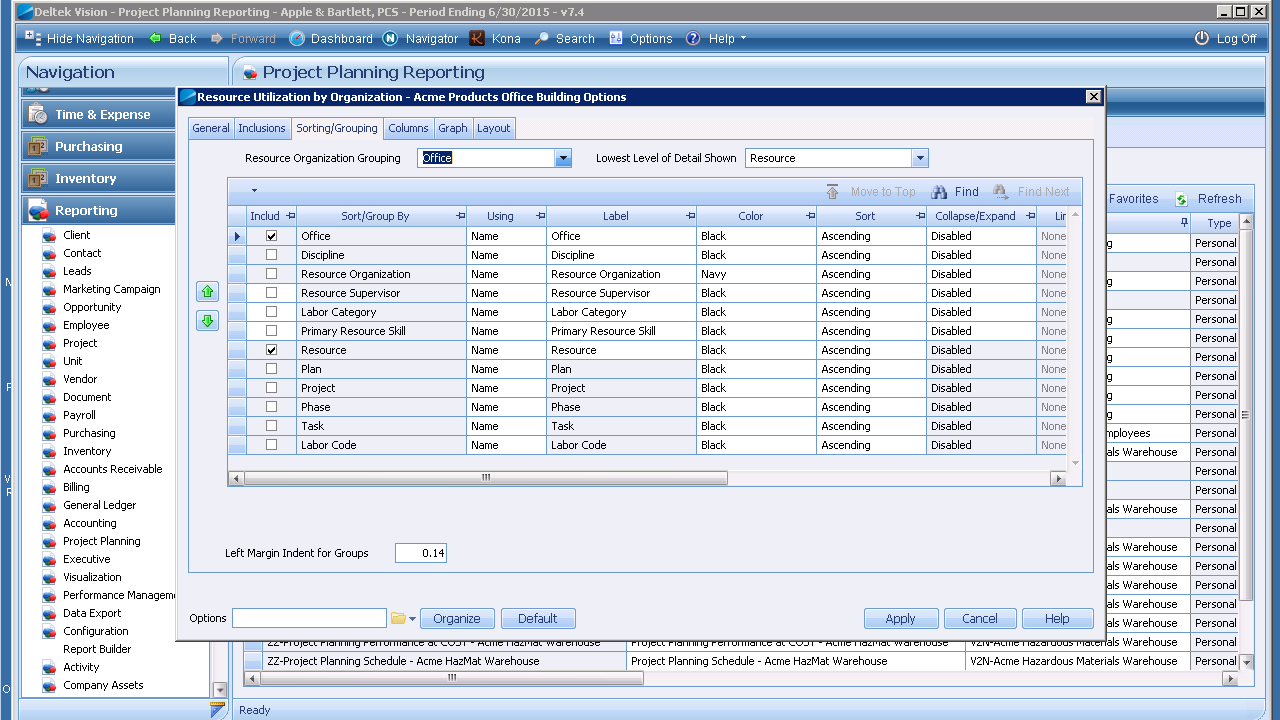 Deltek Vision - Project Planning Reporting - Apple & Bartlett, PCS - Period Ending 6/30/2015 - v7.4
Hide Navigation Back Forward Dashboard Navigator Kona Search Options Help Log Off
Navigation
Project Planning Reporting
Resource Utilization by Organization - Acme Products Office Building Options
Time & Expense
Purchasing
Inventory
Reporting
Client
Contact
Leads
Marketing Campaign
Opportunity
Employee
Project
Unit
Vendor
Document
Payroll
Purchasing
Inventory
Accounts Receivable
Billing
General Ledger
Accounting
Project Planning
Executive
Visualization
Performance Managem
Data Export
Configuration
Report Builder
Activity
Company Assets
General Inclusions Sorting/Grouping Columns Graph Layout
Resource Organization Grouping Office Lowest Level of Detail Shown Resource
Move to Top Find Find Next
Includ Sort/Group By Using Label Color Sort Collapse/Expand Lir
Office Name Office Black Ascending Disabled None
Discipline Name Discipline Black Ascending Disabled None
Resource Organization Name Resource Organization Navy Ascending Disabled None
Resource Supervisor Name Resource Supervisor Black Ascending Disabled None
Labor Category Name Labor Category Black Ascending Disabled None
Primary Resource Skill Name Primary Resource Skill Black Ascending Disabled None
Resource Name Resource Black Ascending Disabled None
Plan Name Plan Black Ascending Disabled None
Project Name Project Black Ascending Disabled None
Phase Name Phase Black Ascending Disabled None
Task Name Task Black Ascending Disabled None
Labor Code Name Labor Code Black Ascending Disabled None
Left Margin Indent for Groups 0.14
Options Organize Default Apply Cancel Help
Favorites Refresh
Type
g Personal
Personal
g Personal
Personal
g Personal
g Personal
g Personal
g Personal
g Personal
g Personal
mployees Personal
als Warehouse Personal
Personal
Personal
als Warehouse Personal
Personal
als Warehouse Personal
als Warehouse Personal
als Warehouse Personal
als Warehouse Personal
als Warehouse Personal
ZZ-Project Planning Performance at COST - Acme HazMat Warehouse Project Planning Performance at COST - Acme HazMat Warehouse V2N-Acme Hazardous Materials Warehouse Personal
ZZ-Project Planning Schedule - Acme HazMat Warehouse Project Planning Schedule - Acme HazMat Warehouse V2N-Acme Hazardous Materials Warehouse Personal
Ready